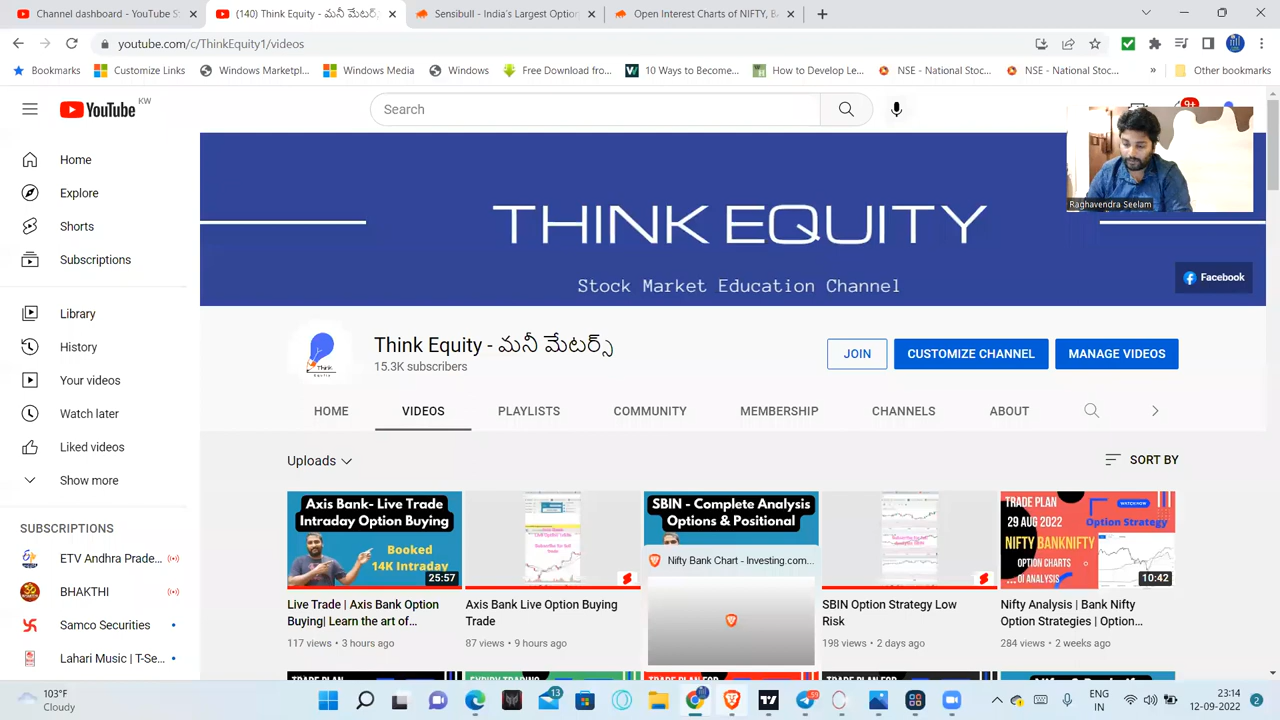 Channel dashboard - YouTube S
(140) Think Equity - మనీ మేటర్స్
Sensibull - India's Largest Option
Open Interest Charts of NIFTY, B
youtube.com/c/ThinkEquity1/videos
Bookmarks
Customize Links
Windows Marketpl...
Windows Media
Windows
Free Download fro...
10 Ways to Become...
How to Develop Le...
NSE - National Stoc...
NSE - National Stoc...
»
Other bookmarks
YouTube KW
Search
9+
Home
Explore
Shorts
Subscriptions
Library
History
Your videos
Watch later
Liked videos
Show more
SUBSCRIPTIONS
ETV Andhra Prade...
BHAKTHI
Samco Securities
Lahari Music | T-Se...
Raghavendra Seelam
THINK EQUITY
Stock Market Education Channel
Facebook
Think
Think Equity - మనీ మేటర్స్
15.3K subscribers
JOIN
CUSTOMIZE CHANNEL
MANAGE VIDEOS
HOME
VIDEOS
PLAYLISTS
COMMUNITY
MEMBERSHIP
CHANNELS
ABOUT
Uploads
SORT BY
Axis Bank- Live Trade
Intraday Option Buying
Booked
14K Intraday
25:57
Live Trade | Axis Bank Option
Buying| Learn the art of...
117 views • 3 hours ago
Axis Bank Live Option Buying
Trade
87 views • 9 hours ago
SBIN - Complete Analysis
Options & Positional
Nifty Bank Chart - Investing.com...
SBIN Option Strategy Low
Risk
198 views • 2 days ago
TRADE PLAN
WATCH NOW
29 AUG 2022
Option Strategy
NIFTY BANKNIFTY
OPTION CHARTS
OI ANALYSIS
10:42
Nifty Analysis | Bank Nifty
Option Strategies | Option...
284 views • 2 weeks ago
103°F
Cloudy
13
59
ENG
IN
23:14
12-09-2022
2